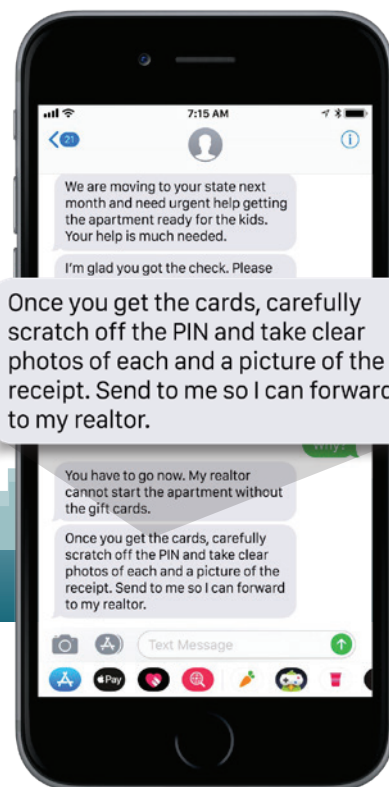 7:15 AM
21
We are moving to your state next
month and need urgent help getting
the apartment ready for the kids.
Your help is much needed.
I'm glad you got the check. Please
Once you get the cards, carefully
scratch off the PIN and take clear
photos of each and a picture of the
receipt. Send to me so I can forward
to my realtor.
Why?
You have to go now. My realtor
cannot start the apartment without
the gift cards.
Once you get the cards, carefully
scratch off the PIN and take clear
photos of each and a picture of the
receipt. Send to me so I can forward
to my realtor.
Text Message
Pay